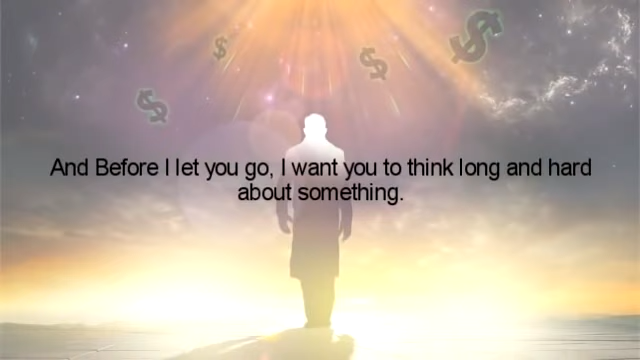 And Before I let you go, I want you to think long and hard
about something.